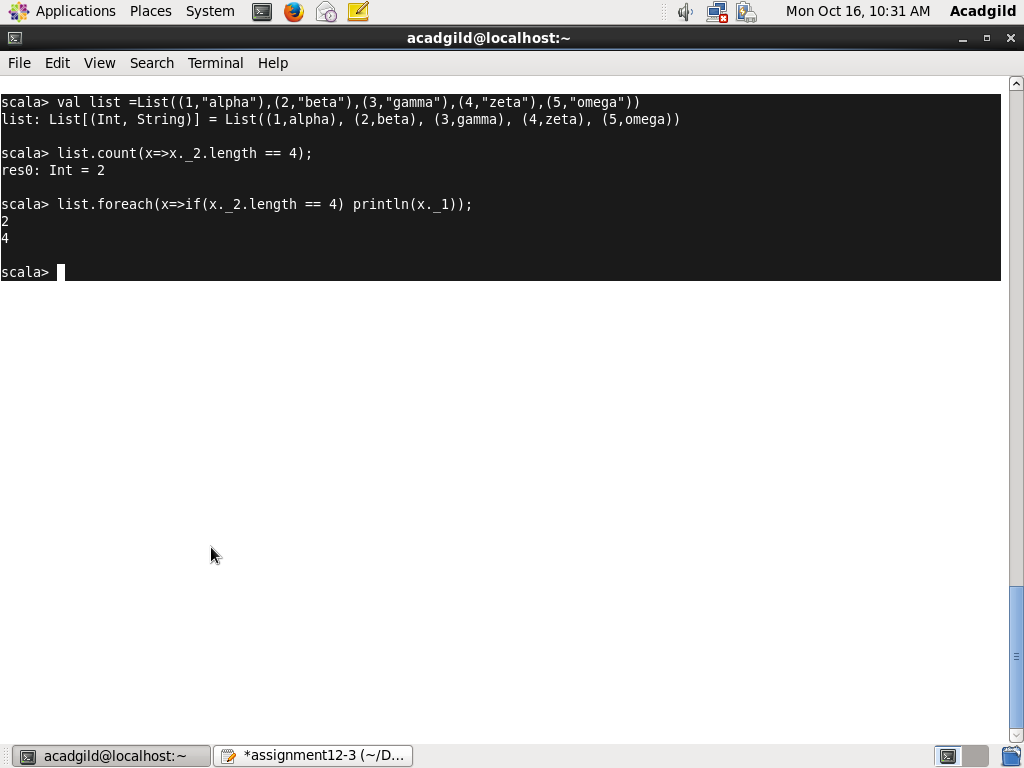 Applications Places System Mon Oct 16, 10:31 AM Acadgild
acadgild@localhost:~
File Edit View Search Terminal Help
scala> val list =List((1,"alpha"),(2,"beta"),(3,"gamma"),(4,"zeta"),(5,"omega"))
list: List[(Int, String)] = List((1,alpha), (2,beta), (3,gamma), (4,zeta), (5,omega))
scala> list.count(x=>x._2.length == 4);
res0: Int = 2
scala> list.foreach(x=>if(x._2.length == 4) println(x._1));
2
4
scala>
acadgild@localhost:~ *assignment12-3 (~/D...